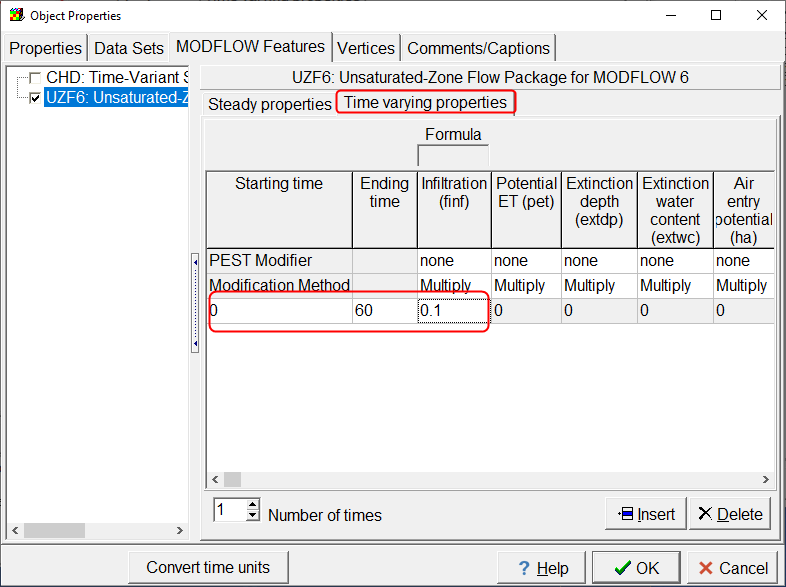 Object Properties
Properties Data Sets MODFLOW Features Vertices Comments/Captions
CHD: Time-Variant S
UZF6: Unsaturated-Z
UZF6: Unsaturated-Zone Flow Package for MODFLOW 6
Steady properties Time varying properties
Formula
Starting time Ending time Infiltration (finf) Potential ET (pet) Extinction depth (extdp) Extinction water content (extwc) Air entry potential (ha)
PEST Modifier none none none none none
Modification Method Multiply Multiply Multiply Multiply Multiply
0 60 0.1 0 0 0 0
1 Number of times Insert Delete
Convert time units ? Help OK Cancel